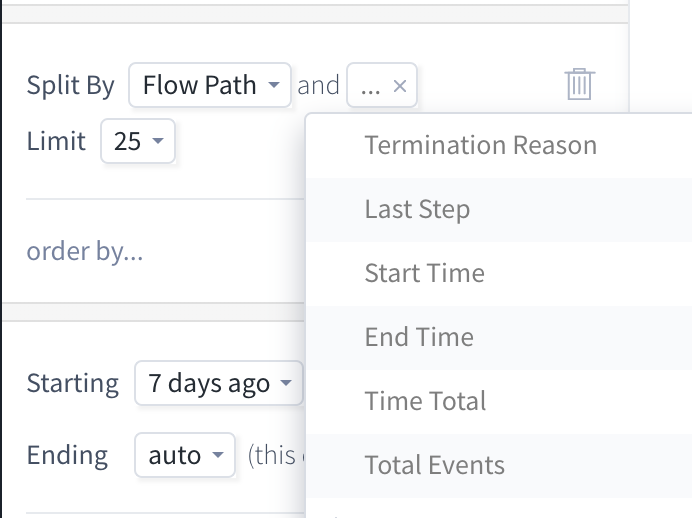 Split By Flow Path and ... ×
Limit 25
order by...
Starting 7 days ago
Ending auto (this
Termination Reason
Last Step
Start Time
End Time
Time Total
Total Events